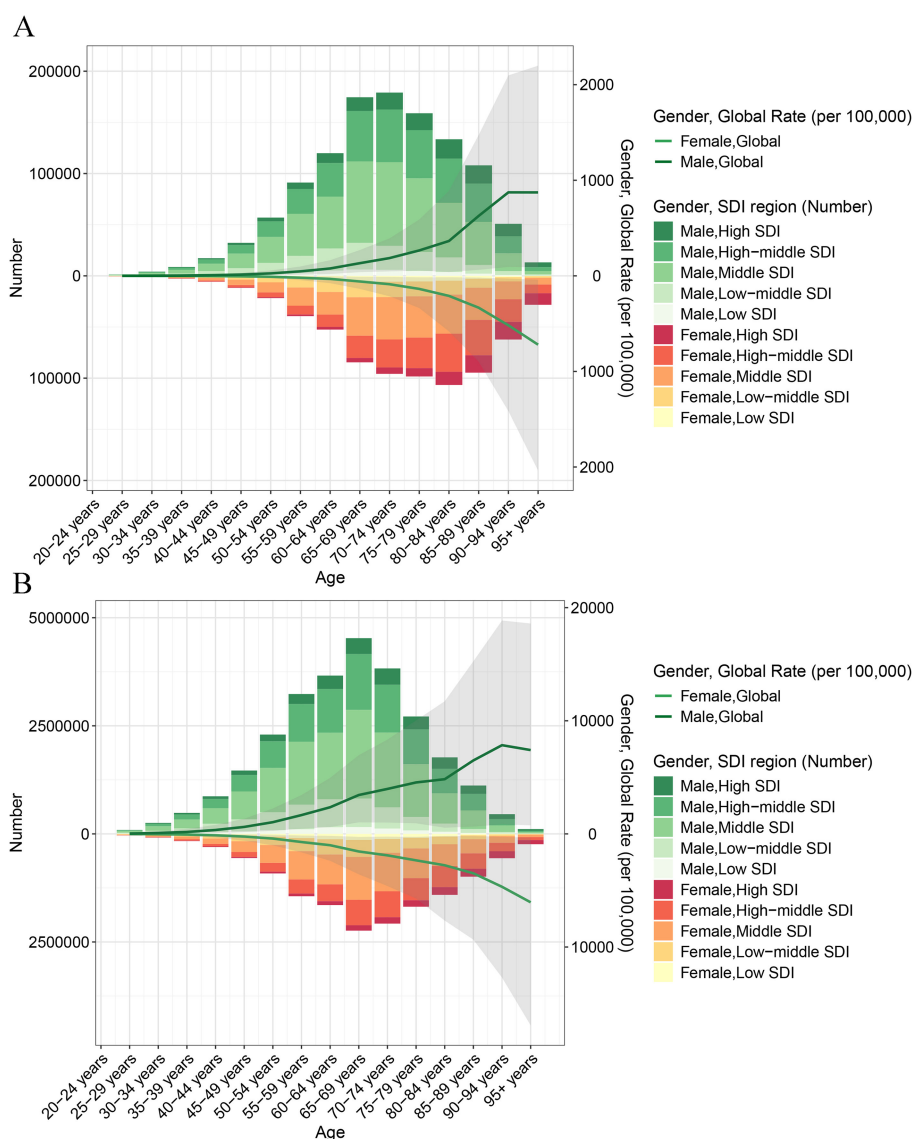 A
200000
100000
0
100000
200000
Number
2000
1000
0
1000
2000
Gender, Global Rate (per 100,000)
20−24 years
25−29 years
30−34 years
35−39 years
40−44 years
45−49 years
50−54 years
55−59 years
60−64 years
65−69 years
70−74 years
75−79 years
80−84 years
85−89 years
90−94 years
95+ years
Age
Gender, Global Rate (per 100,000)
Female,Global
Male,Global
Gender, SDI region (Number)
Male,High SDI
Male,High−middle SDI
Male,Middle SDI
Male,Low−middle SDI
Male,Low SDI
Female,High SDI
Female,High−middle SDI
Female,Middle SDI
Female,Low−middle SDI
Female,Low SDI
B
5000000
2500000
0
2500000
Number
20000
10000
0
10000
Gender, Global Rate (per 100,000)
20−24 years
25−29 years
30−34 years
35−39 years
40−44 years
45−49 years
50−54 years
55−59 years
60−64 years
65−69 years
70−74 years
75−79 years
80−84 years
85−89 years
90−94 years
95+ years
Age
Gender, Global Rate (per 100,000)
Female,Global
Male,Global
Gender, SDI region (Number)
Male,High SDI
Male,High−middle SDI
Male,Middle SDI
Male,Low−middle SDI
Male,Low SDI
Female,High SDI
Female,High−middle SDI
Female,Middle SDI
Female,Low−middle SDI
Female,Low SDI